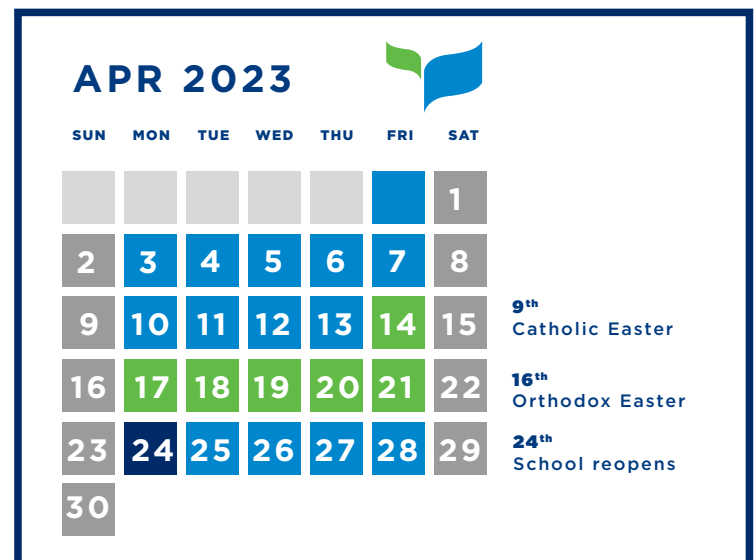 APR 2023
SUN MON TUE WED THU FRI SAT
1
2 3 4 5 6 7 8
9 10 11 12 13 14 15
9th
Catholic Easter
16 17 18 19 20 21 22
16th
Orthodox Easter
23 24 25 26 27 28 29
24th
School reopens
30